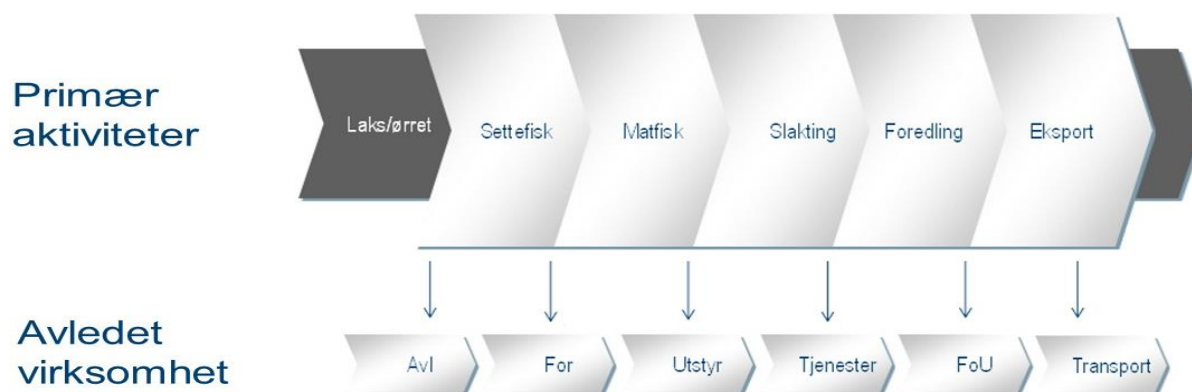 Primær
aktiviteter
Laks/ørret
Settefisk
Matfisk
Slakting
Foredling
Eksport
Avledet
virksomhet
Avl
For
Utstyr
Tjenester
FoU
Transport